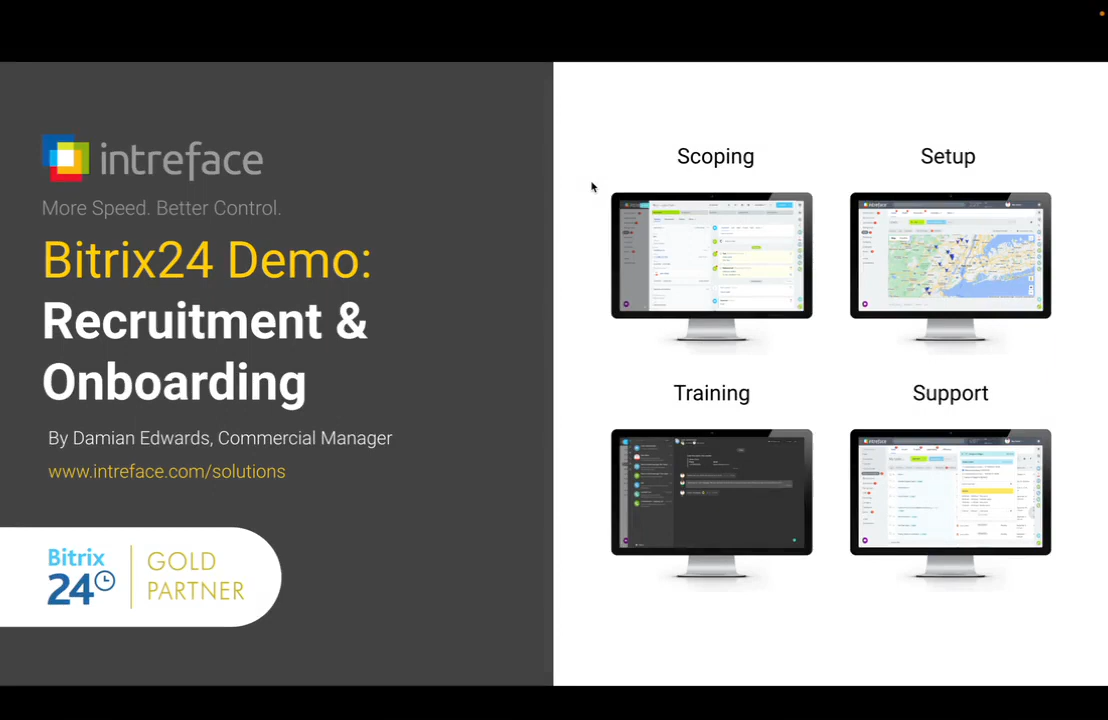 intreface
More Speed. Better Control.
Bitrix24 Demo:
Recruitment &
Onboarding
By Damian Edwards, Commercial Manager
www.intreface.com/solutions
Bitrix
24
GOLD
PARTNER
Scoping
Setup
Training
Support